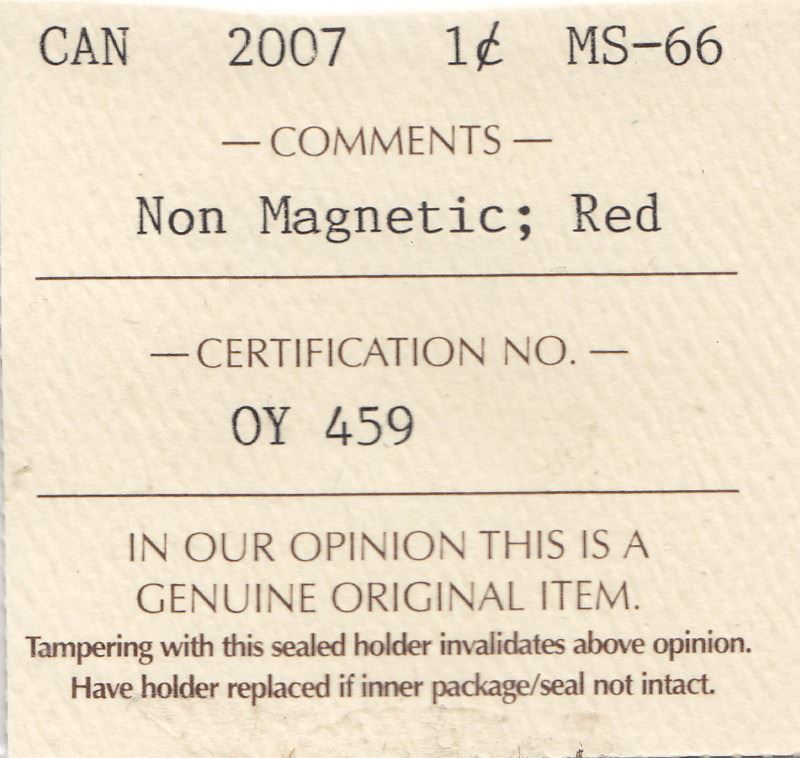 CAN 2007 1¢ MS-66
— COMMENTS —
Non Magnetic; Red
— CERTIFICATION NO. —
OY 459
IN OUR OPINION THIS IS A
GENUINE ORIGINAL ITEM.
Tampering with this sealed holder invalidates above opinion.
Have holder replaced if inner package/seal not intact.